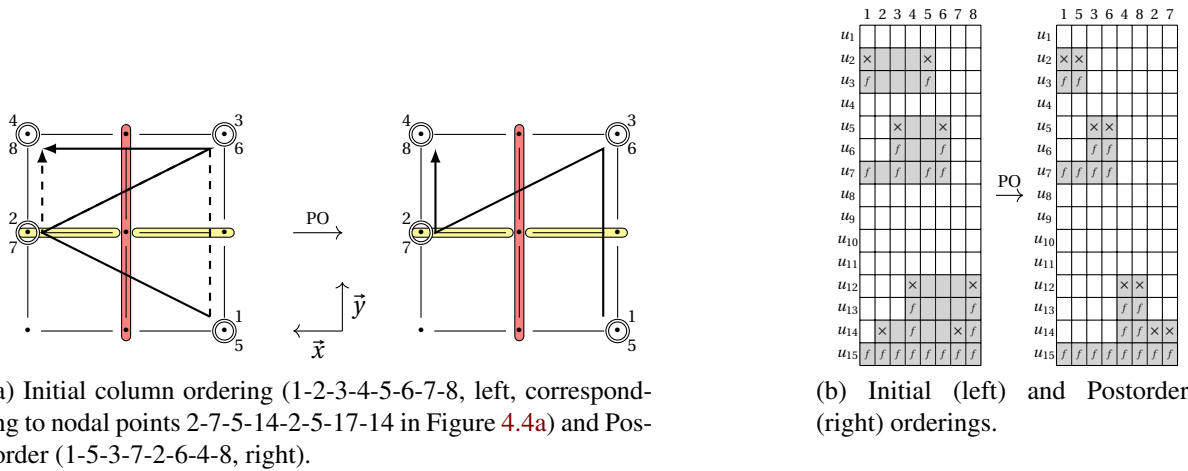 4
8
3
6
2
7
1
5
PO
y⃗
x⃗
4
8
3
6
2
7
1
5
(a) Initial column ordering (1-2-3-4-5-6-7-8, left, correspond-
ing to nodal points 2-7-5-14-2-5-17-14 in Figure 4.4a) and Pos-
torder (1-5-3-7-2-6-4-8, right).
1 2 3 4 5 6 7 8
u1
u2 × ×
u3 f f
u4
u5 × ×
u6 f f
u7 f f f f
u8
u9
u10
u11
u12 × ×
u13 f f
u14 × f × f
u15 f f f f f f f f
PO
1 5 3 6 4 8 2 7
u1
u2 × ×
u3 f f
u4
u5 × ×
u6 f f
u7 f f f f
u8
u9
u10
u11
u12 × ×
u13 f f
u14 f f × ×
u15 f f f f f f f f
(b) Initial (left) and Postorder
(right) orderings.